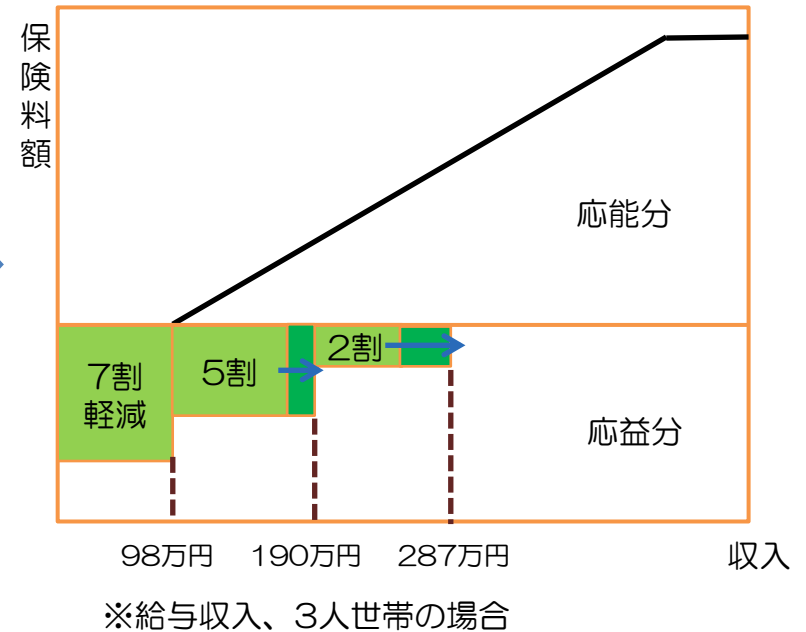 保険料額
応能分
7割
軽減
5割
2割
応益分
98万円
190万円
287万円
収入
※給与収入、3人世帯の場合